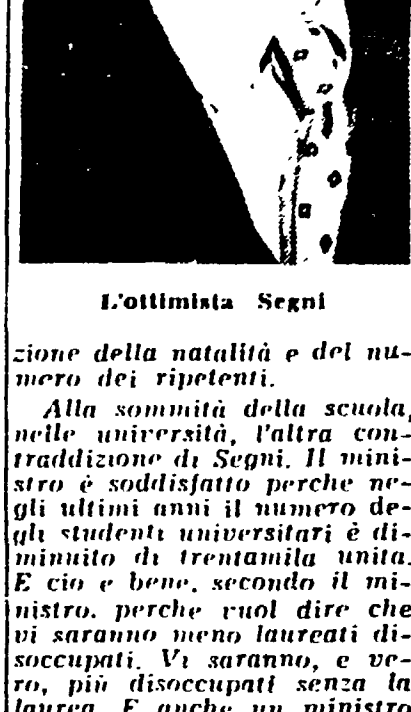 L'ottimista Segni
zione della natalità e del nu-
mero dei ripetenti.
Alla sommità della scuola,
nelle università, l'altra con-
traddizione di Segni. Il mini-
stro è soddisfatto perche ne-
gli ultimi anni il numero de-
gli studenti universitari è di-
minuito di trentamila unita.
E cio e bene, secondo il mi-
nistro, perche vuol dire che
vi saranno meno laureati di-
soccupati. Vi saranno, e ve-
ro, più disoccupati senza la
laurea. E anche un ministro